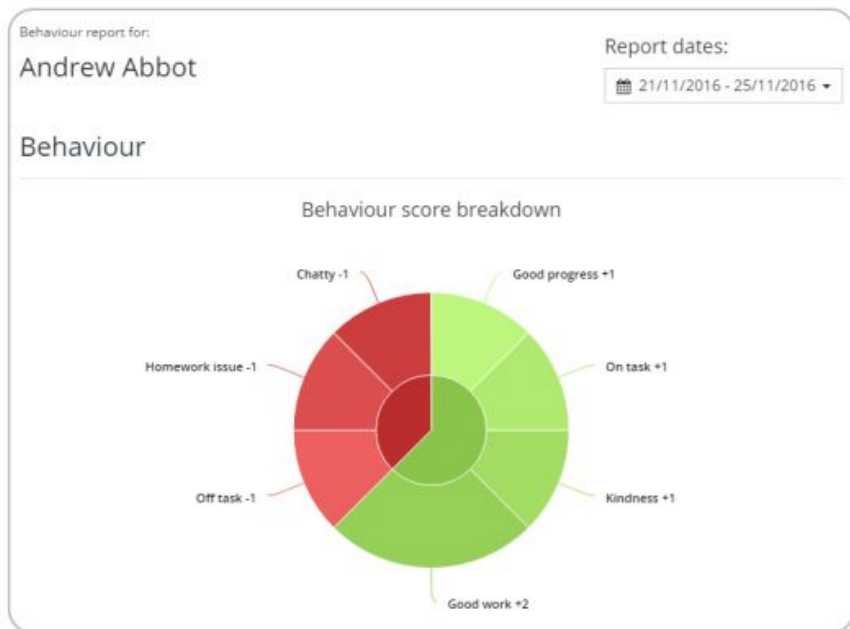 Behaviour report for:
Andrew Abbot
Report dates:
21/11/2016 - 25/11/2016
Behaviour
Behaviour score breakdown
Chatty -1
Good progress +1
Homework issue -1
On task +1
Off task -1
Kindness +1
Good work +2